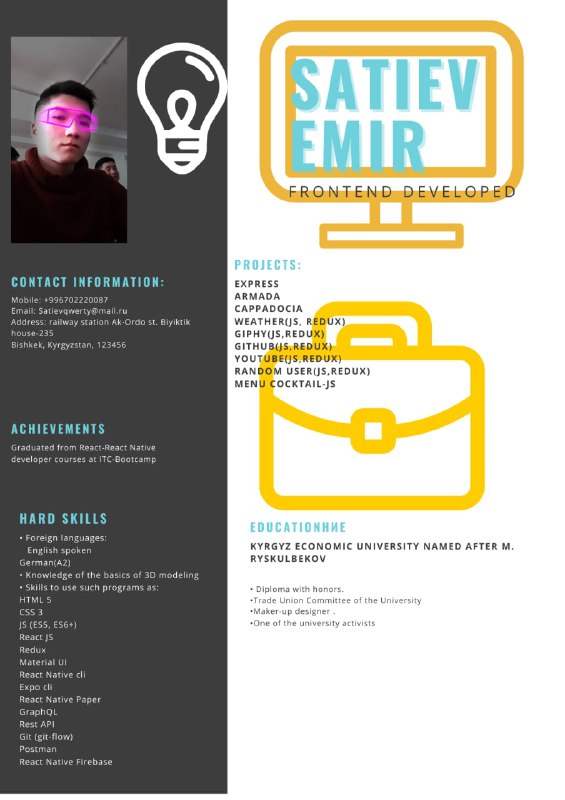 SATIEV
EMIR
FRONTEND DEVELOPED
CONTACT INFORMATION:
Mobile: +996702220087
Email: Satievqwerty@mail.ru
Address: railway station Ak-Ordo st. Biyiktik
house-235
Bishkek, Kyrgyzstan, 123456
ACHIEVEMENTS
Graduated from React-React Native
developer courses at ITC-Bootcamp
HARD SKILLS
• Foreign languages:
English spoken
German(A2)
• Knowledge of the basics of 3D modeling
• Skills to use such programs as:
HTML 5
CSS 3
JS (ES5, ES6+)
React JS
Redux
Material UI
React Native cli
Expo cli
React Native Paper
GraphQL
Rest API
Git (git-flow)
Postman
React Native Firebase
PROJECTS:
EXPRESS
ARMADA
CAPPADOCIA
WEATHER(JS, REDUX)
GIPHY(JS,REDUX)
GITHUB(JS,REDUX)
YOUTUBE(JS,REDUX)
RANDOM USER(JS,REDUX)
MENU COCKTAIL-JS
EDUCATIONННЕ
KYRGYZ ECONOMIC UNIVERSITY NAMED AFTER M.
RYSKULBEKOV
• Diploma with honors.
•Trade Union Committee of the University
•Maker-up designer .
•One of the university activists